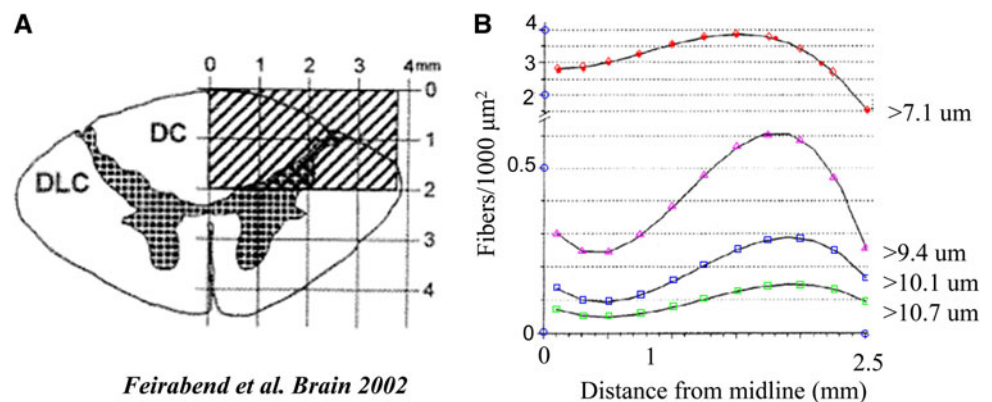 A
0 1 2 3 4mm
0
1
2
3
4
DC
DLC
Feirabend et al. Brain 2002
B
Fibers/1000 µm²
4
3
2
0.5
0
0 1 2.5
Distance from midline (mm)
>7.1 um
>9.4 um
>10.1 um
>10.7 um